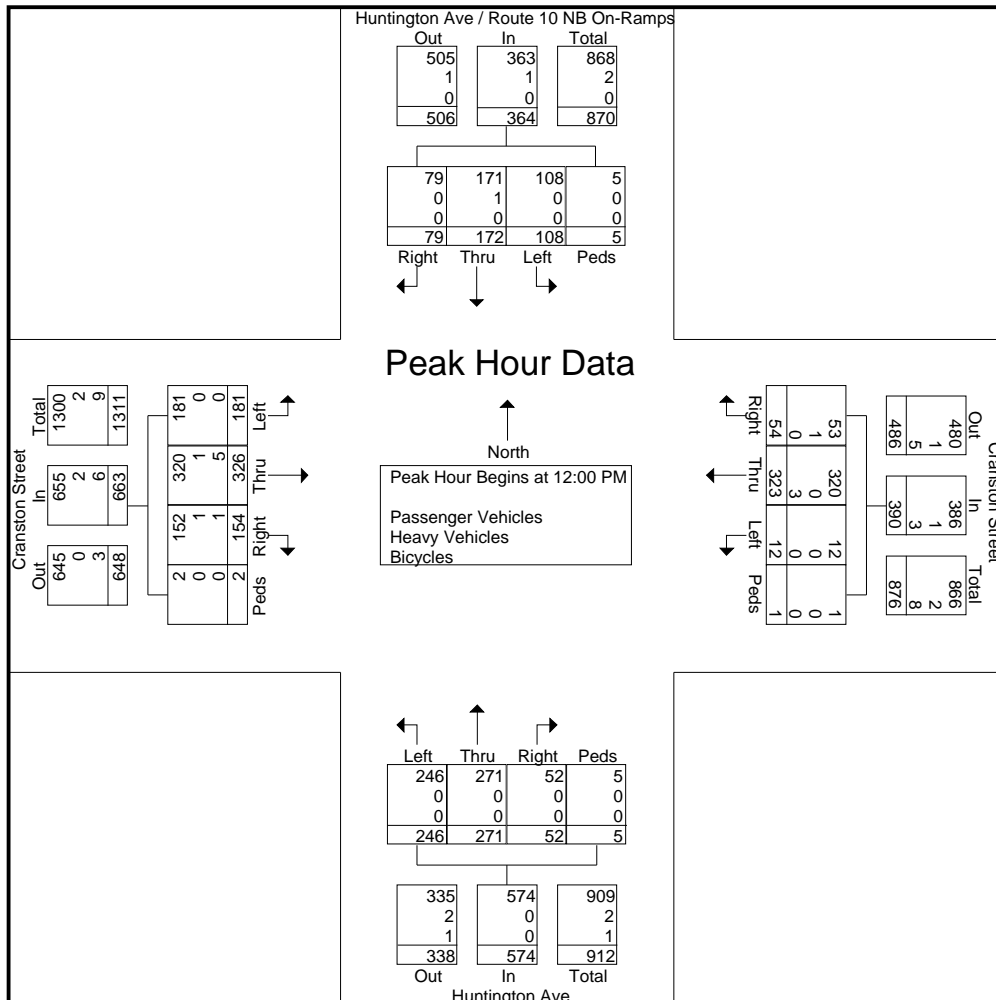 Huntington Ave / Route 10 NB On-Ramps
Out In Total
505 363 868
1 1 2
0 0 0
506 364 870
79 171 108 5
0 1 0 0
0 0 0 0
79 172 108 5
Right Thru Left Peds
Peak Hour Data
Cranston Street
Out In Total
645 655 1300
0 2 2
3 6 9
648 663 1311
2 152 320 181
0 1 1 0
0 1 5 0
2 154 326 181
Peds Right Thru Left
North
Peak Hour Begins at 12:00 PM
Passenger Vehicles
Heavy Vehicles
Bicycles
Cranston Street
Out In Total
480 386 866
1 1 2
5 3 8
486 390 876
53 320 12 1
1 0 0 0
0 3 0 0
54 323 12 1
Right Thru Left Peds
Left Thru Right Peds
246 271 52 5
0 0 0 0
0 0 0 0
246 271 52 5
335 574 909
2 0 2
1 0 1
338 574 912
Out In Total
Huntington Ave